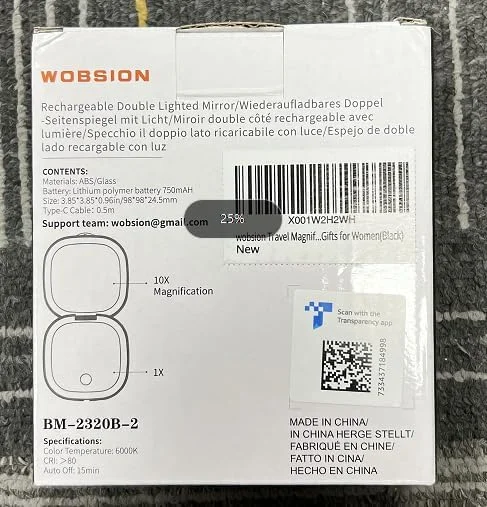 WOBSION
Rechargeable Double Lighted Mirror/Wiederaufladbares Doppel
-Seitenspiegel mit Licht/Miroir double côté rechargeable avec
lumière/Specchio il doppio lato ricaricabile con luce/Espejo de doble
lado recargable con luz
CONTENTS:
Materials: ABS/Glass
Battery: Lithium polymer battery 750mAH
Size: 3.85*3.85*0.96in/98*98*24.5mm
Type-C Cable: 0.5m
Support team: wobsion@gmail.com
25%
X001W2H2WH
wobsion Travel Magnif...Gifts for Women(Black)
New
10X
Magnification
1X
Scan with the
Transparency app
733437184998
BM-2320B-2
Specifications:
Color Temperature: 6000K
CRI: >80
Auto Off: 15min
MADE IN CHINA/
IN CHINA HERGE STELLT/
FABRIQUÉ EN CHINE/
FATTO IN CINA/
HECHO EN CHINA